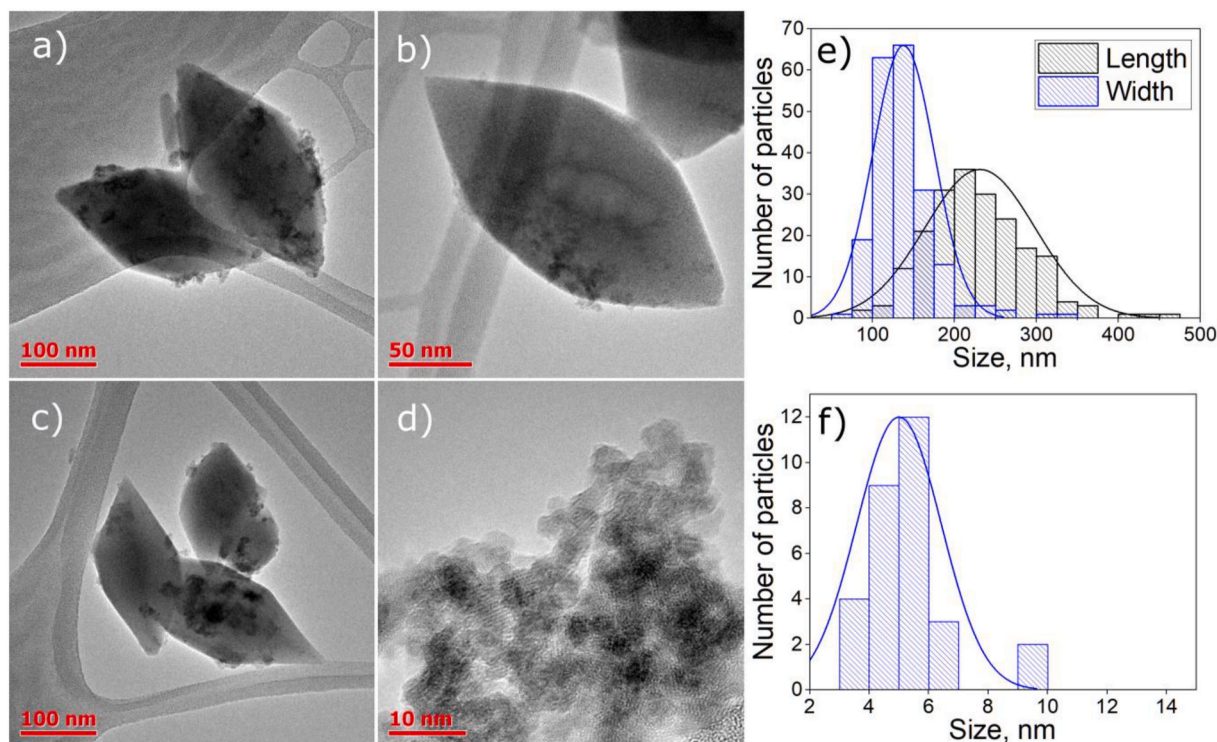 a)
100 nm
b)
50 nm
e)
Length
Width
Number of particles
70
60
50
40
30
20
10
0
100 200 300 400 500
Size, nm
c)
100 nm
d)
10 nm
f)
Number of particles
12
10
8
6
4
2
0
2 4 6 8 10 12 14
Size, nm